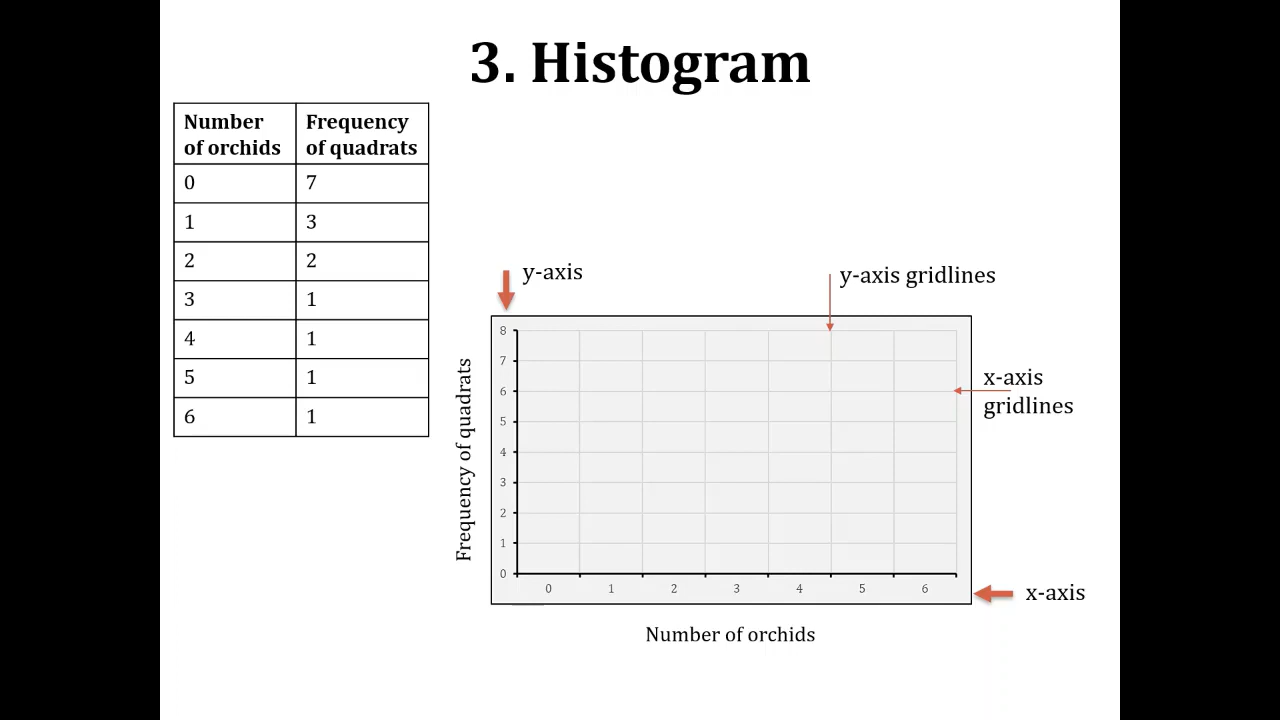 3. Histogram
Number Frequency
of orchids of quadrats
0 7
1 3
2 2
3 1
4 1
5 1
6 1
y-axis
y-axis gridlines
x-axis
gridlines
Frequency of quadrats
8
7
6
5
4
3
2
1
0
0 1 2 3 4 5 6
x-axis
Number of orchids